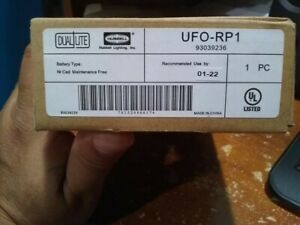 DUAL LITE
HUBBELL
Hubbell Lighting, Inc
UFO-RP1
93039236
Battery Type:
Ni Cad. Maintenance Free
Recommended Use by:
01-22
1 PC
UL
LISTED
93039236
MADE IN CHINA